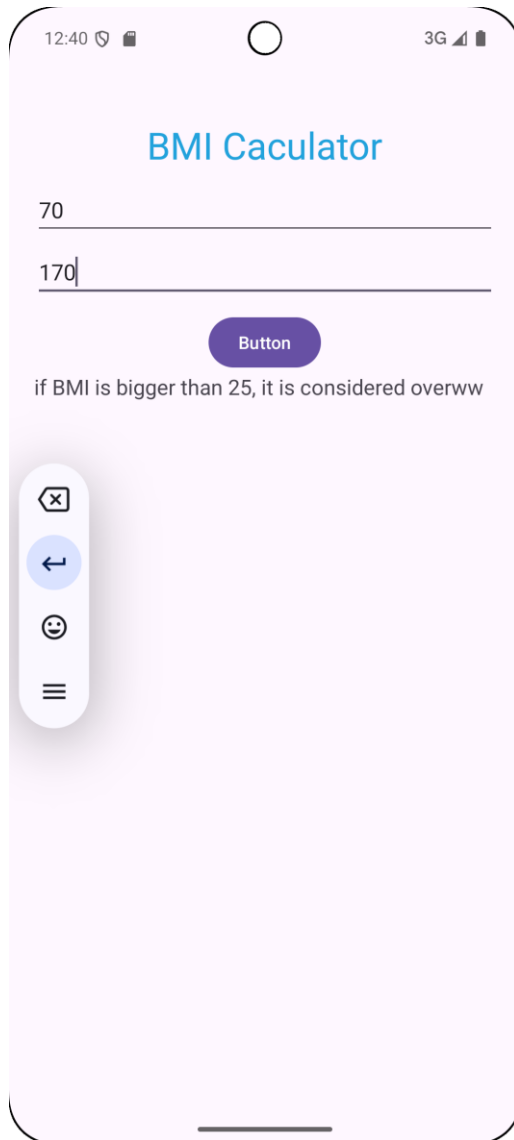 12:40
3G
BMI Caculator
70
170
Button
if BMI is bigger than 25, it is considered overww